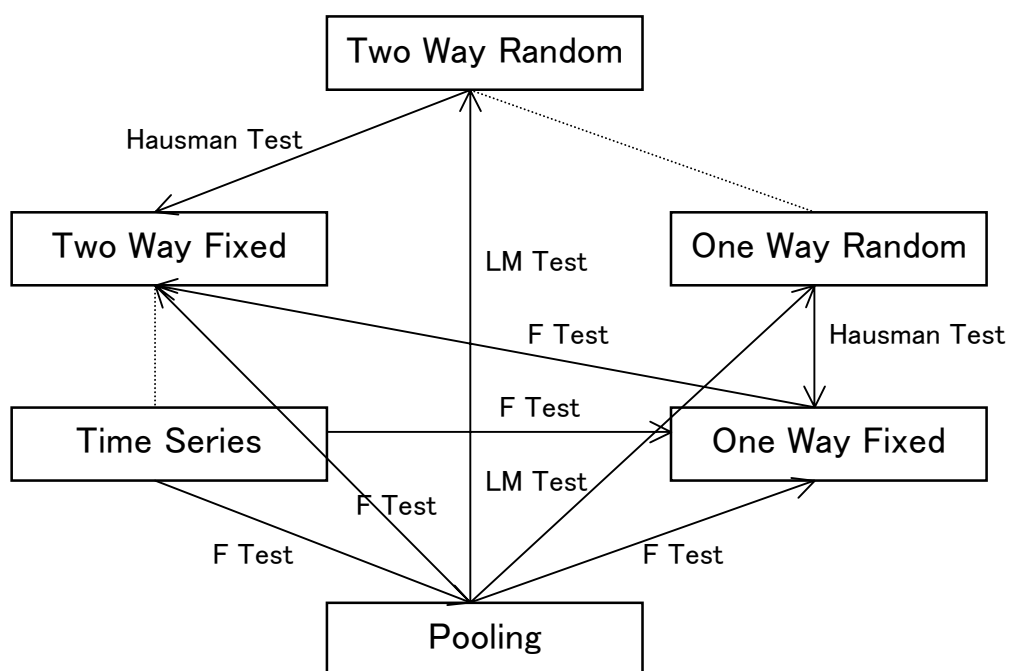 Two Way Random
Hausman Test
Two Way Fixed
One Way Random
LM Test
F Test
Hausman Test
F Test
Time Series
One Way Fixed
LM Test
F Test
F Test
F Test
Pooling